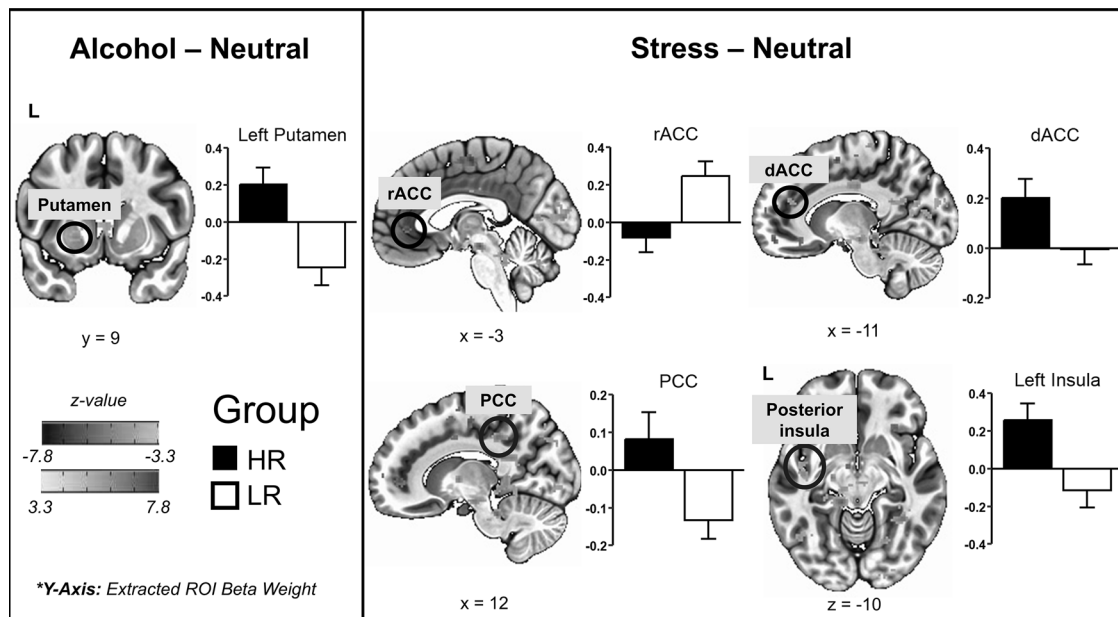 Alcohol – Neutral
L
Putamen
y = 9
Left Putamen
0.4
0.2
0.0
-0.2
-0.4
z-value
-7.8 -3.3
3.3 7.8
Group
HR
LR
*Y-Axis: Extracted ROI Beta Weight
Stress – Neutral
rACC
x = -3
rACC
0.4
0.2
0.0
-0.2
-0.4
dACC
x = -11
dACC
0.4
0.2
0.0
-0.2
PCC
x = 12
PCC
0.2
0.1
0.0
-0.1
-0.2
L
Posterior
insula
z = -10
Left Insula
0.4
0.2
0.0
-0.2
-0.4